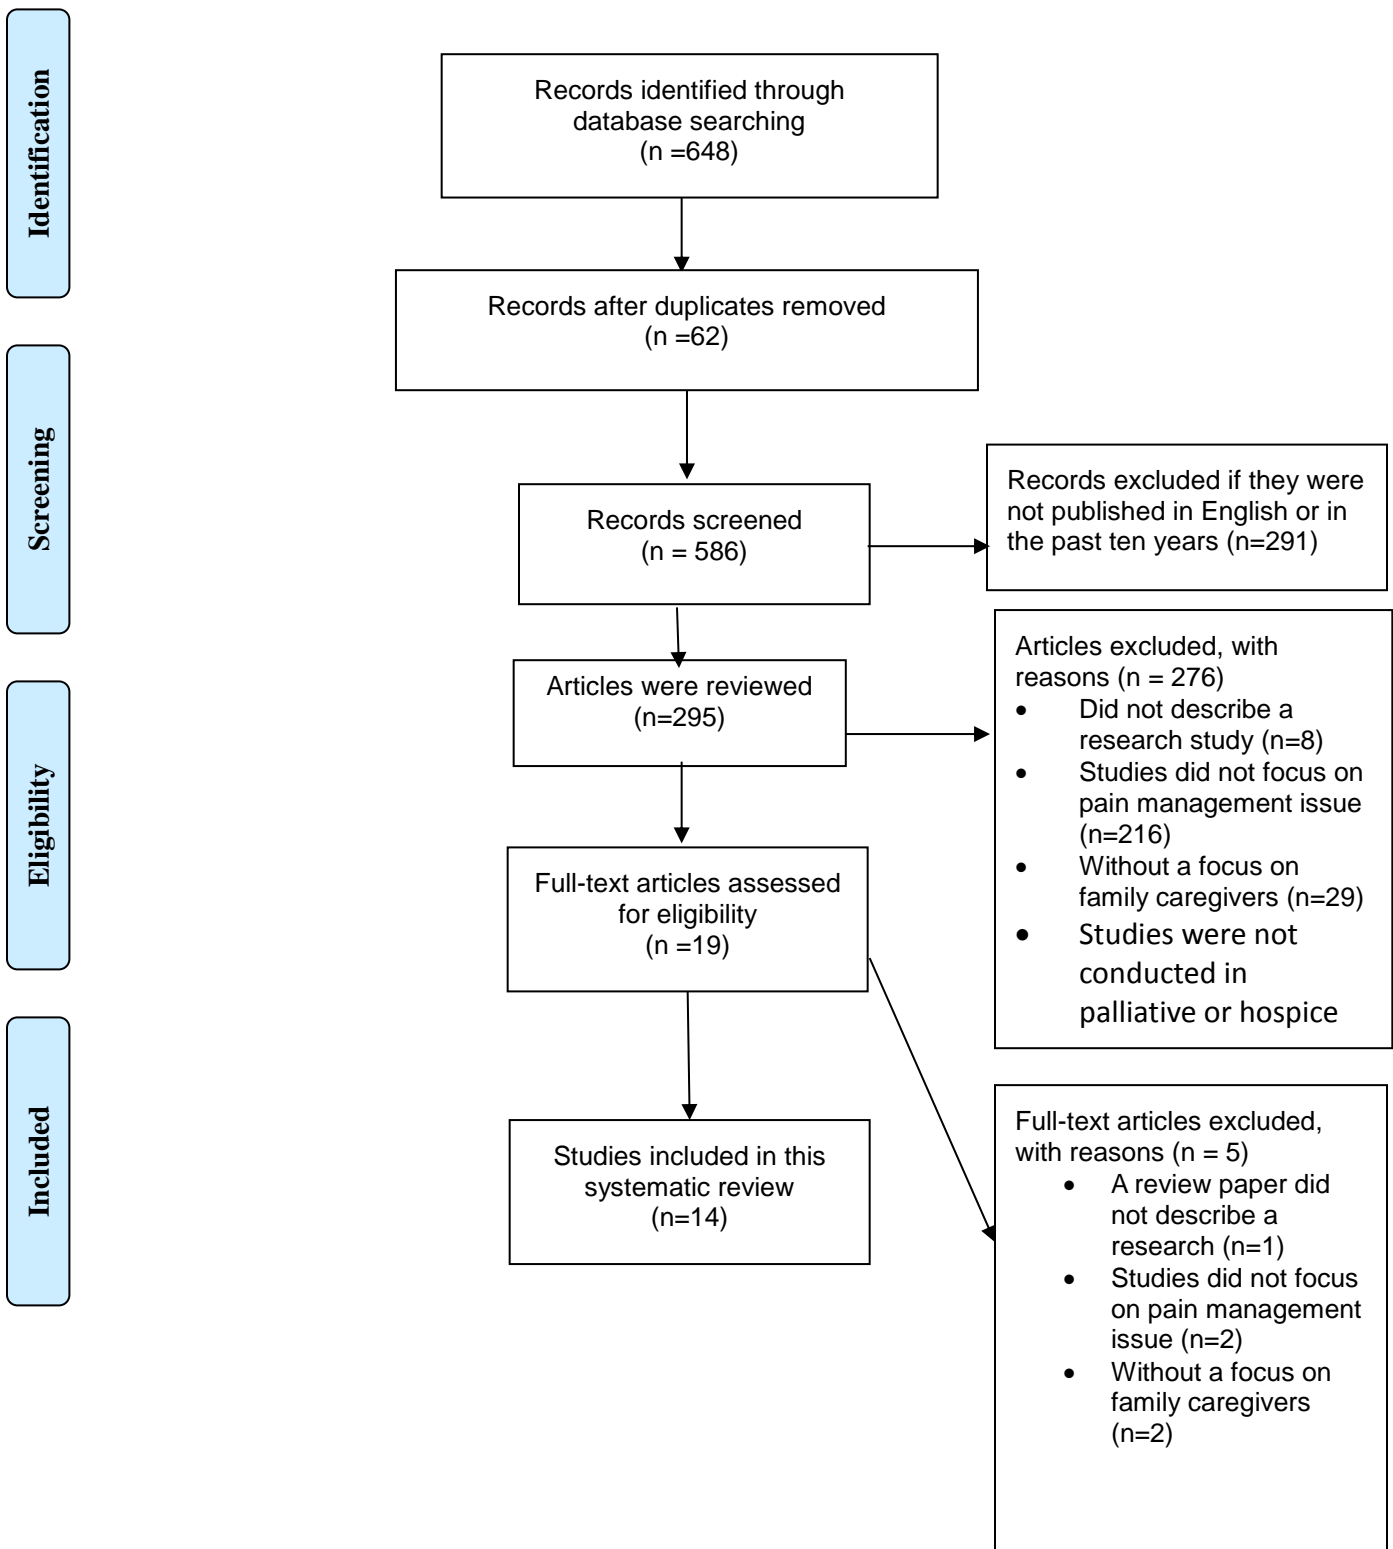 Identification
Records identified through
database searching
(n =648)
Records after duplicates removed
(n =62)
Screening
Records screened
(n = 586)
Records excluded if they were
not published in English or in
the past ten years (n=291)
Articles were reviewed
(n=295)
Articles excluded, with
reasons (n = 276)
• Did not describe a
research study (n=8)
• Studies did not focus on
pain management issue
(n=216)
• Without a focus on
family caregivers (n=29)
• Studies were not
conducted in
palliative or hospice
Eligibility
Full-text articles assessed
for eligibility
(n =19)
Full-text articles excluded,
with reasons (n = 5)
• A review paper did
not describe a
research (n=1)
• Studies did not focus
on pain management
issue (n=2)
• Without a focus on
family caregivers
(n=2)
Included
Studies included in this
systematic review
(n=14)